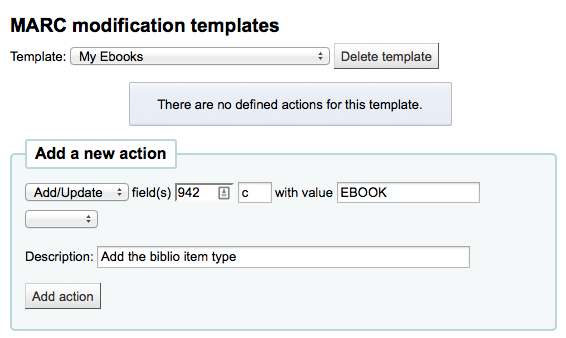 MARC modification templates
Template: My Ebooks Delete template
There are no defined actions for this template.
Add a new action
Add/Update field(s) 942 c with value EBOOK
Description: Add the biblio item type
Add action